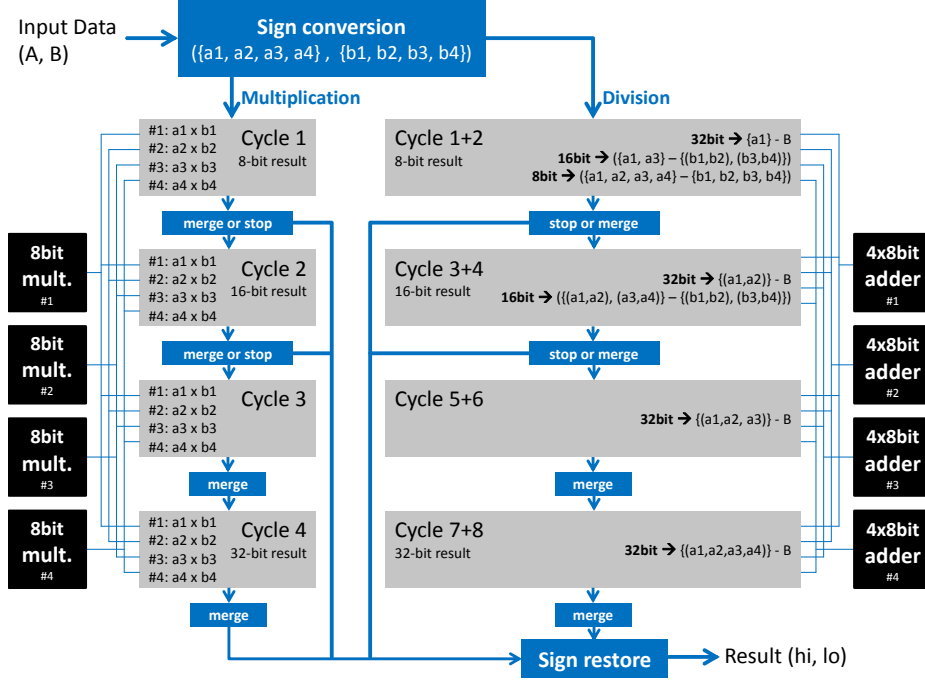 Input Data
(A, B)
Sign conversion
({a1, a2, a3, a4} , {b1, b2, b3, b4})
Multiplication
Division
#1: a1 x b1
#2: a2 x b2
#3: a3 x b3
#4: a4 x b4
Cycle 1
8-bit result
merge or stop
#1: a1 x b1
#2: a2 x b2
#3: a3 x b3
#4: a4 x b4
Cycle 2
16-bit result
merge or stop
#1: a1 x b1
#2: a2 x b2
#3: a3 x b3
#4: a4 x b4
Cycle 3
merge
#1: a1 x b1
#2: a2 x b2
#3: a3 x b3
#4: a4 x b4
Cycle 4
32-bit result
merge
Cycle 1+2
8-bit result
32bit → {a1} - B
16bit → ({a1, a3} – {(b1,b2), (b3,b4)})
8bit → ({a1, a2, a3, a4} – {b1, b2, b3, b4})
stop or merge
Cycle 3+4
16-bit result
32bit → {(a1,a2)} - B
16bit → ({(a1,a2), (a3,a4)} – {(b1,b2), (b3,b4)})
stop or merge
Cycle 5+6
32bit → {(a1,a2, a3)} - B
merge
Cycle 7+8
32-bit result
32bit → {(a1,a2,a3,a4)} - B
merge
8bit
mult.
#1
8bit
mult.
#2
8bit
mult.
#3
8bit
mult.
#4
4x8bit
adder
#1
4x8bit
adder
#2
4x8bit
adder
#3
4x8bit
adder
#4
Sign restore
Result (hi, lo)